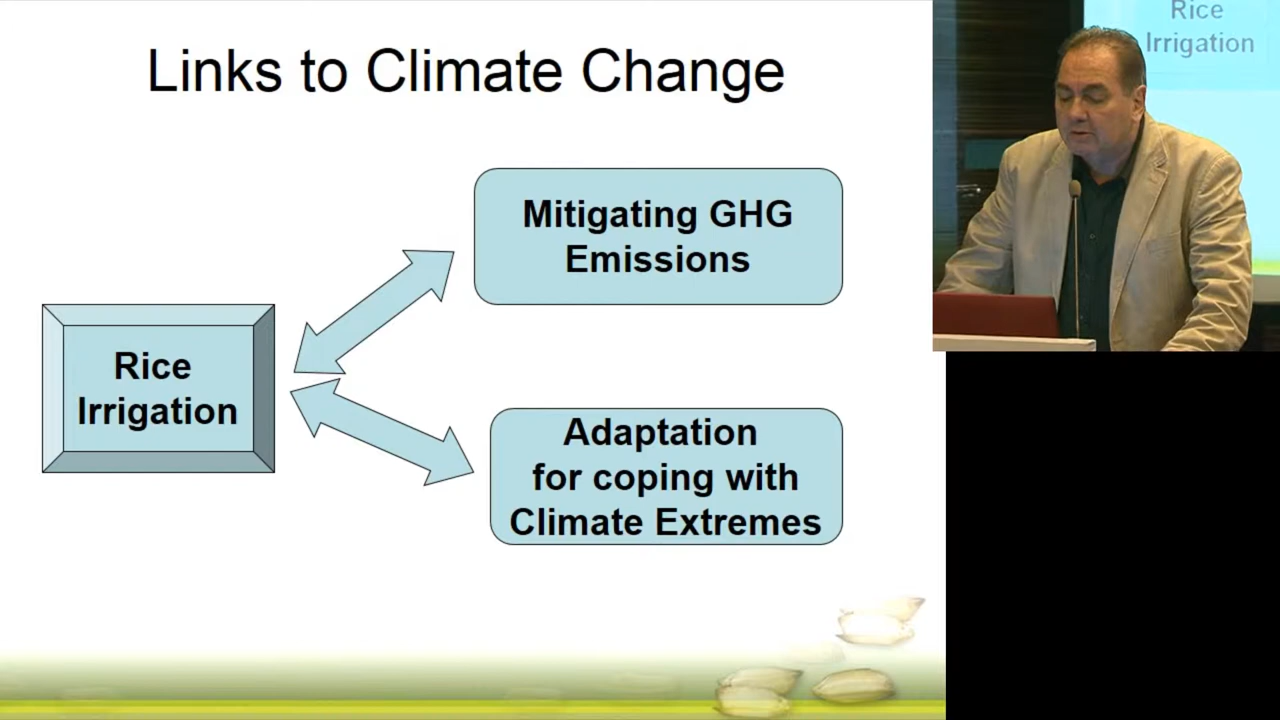 Links to Climate Change
Mitigating GHG
Emissions
Rice
Irrigation
Adaptation
for coping with
Climate Extremes
Rice
Irrigation